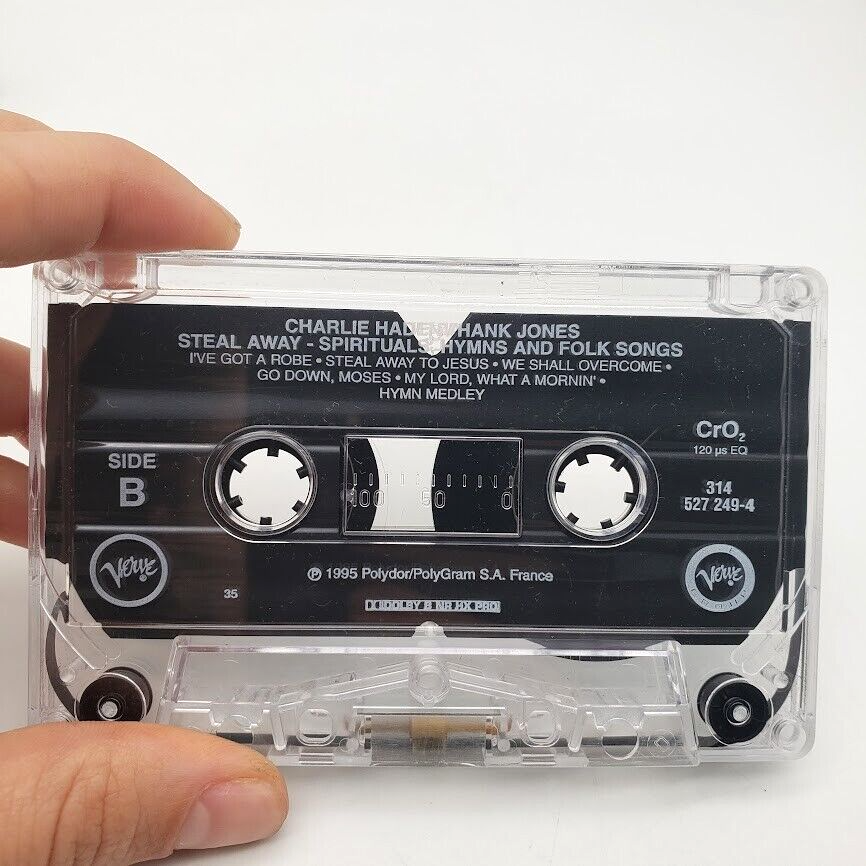 CHARLIE HADEN/HANK JONES
STEAL AWAY - SPIRITUALS, HYMNS AND FOLK SONGS
I'VE GOT A ROBE • STEAL AWAY TO JESUS • WE SHALL OVERCOME •
GO DOWN, MOSES • MY LORD, WHAT A MORNIN' •
HYMN MEDLEY
SIDE
B
100 50 0
CrO2
120 µs EQ
314
527 249-4
Verve
Verve
35
℗ 1995 Polydor/PolyGram S.A. France
DOLBY B NR HX PRO